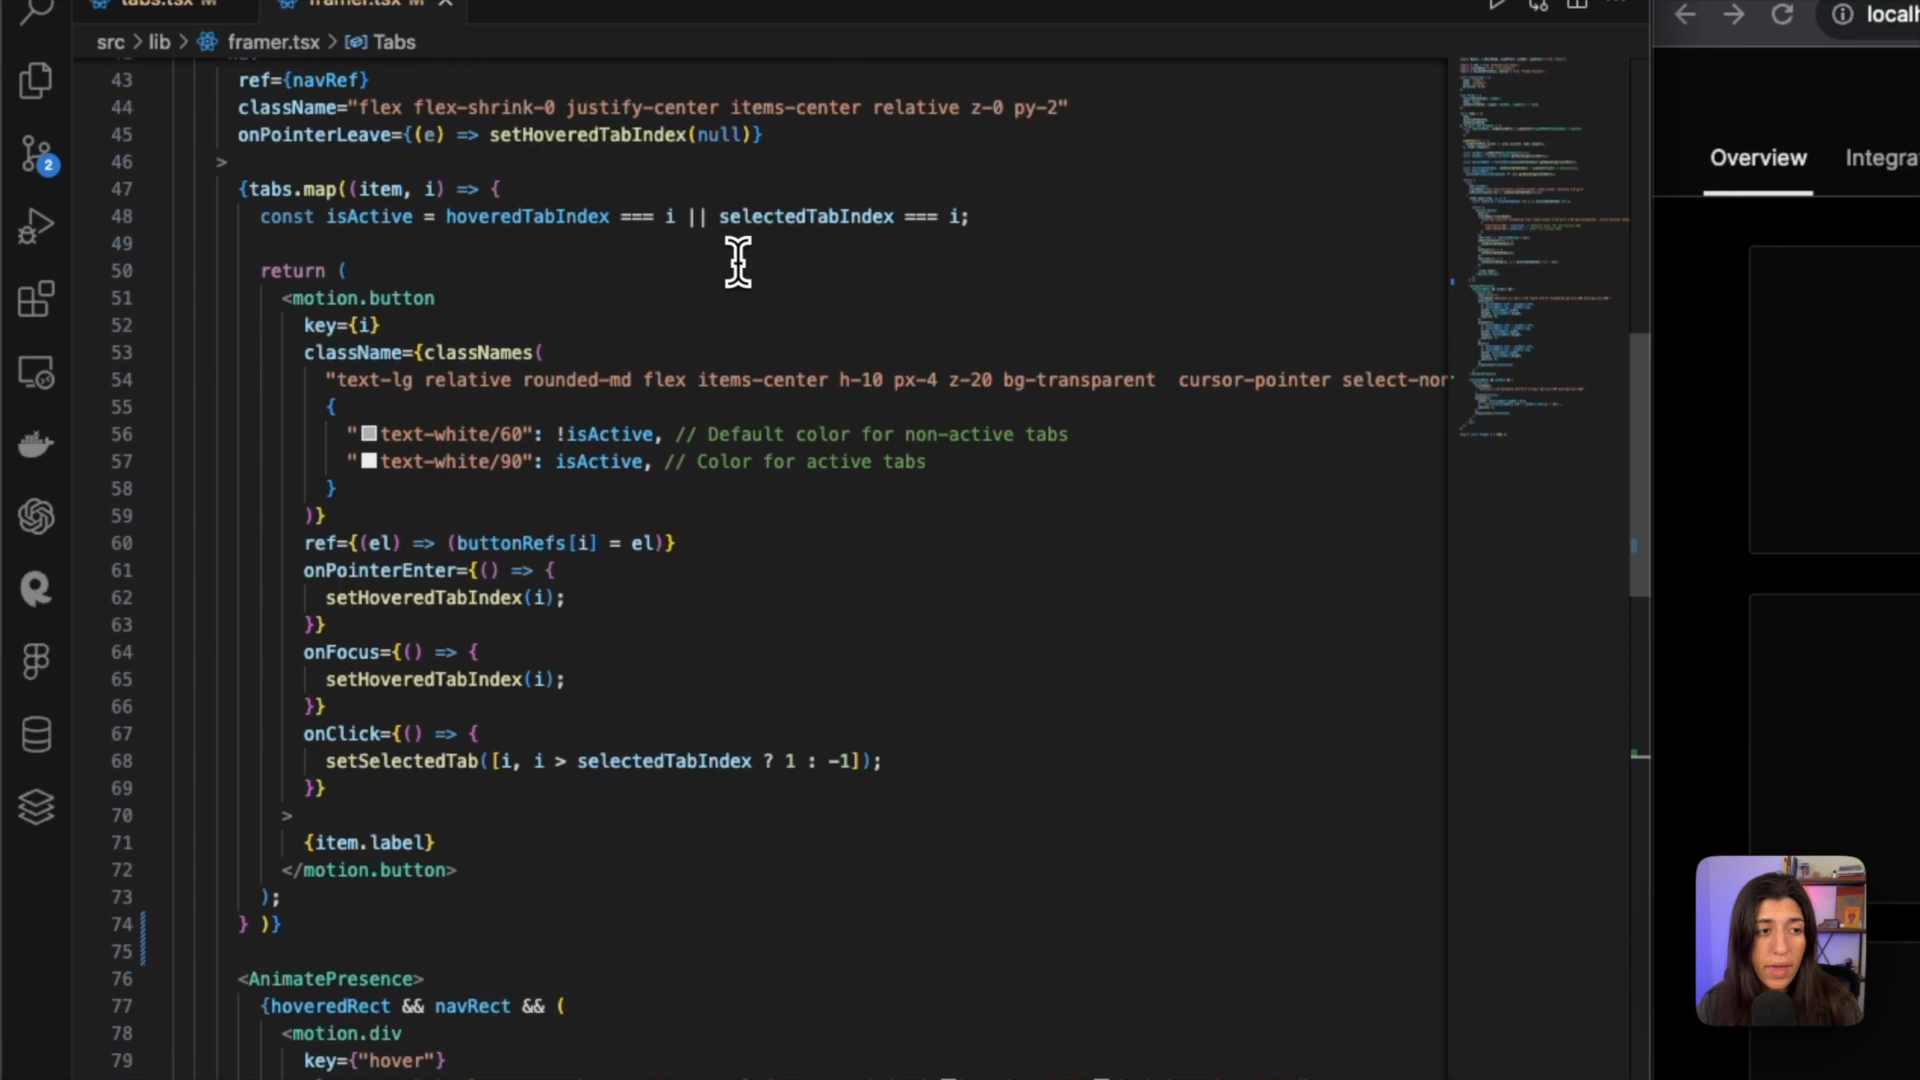 tabs.tsx M
framer.tsx M
src > lib > framer.tsx > Tabs
locall
43 ref={navRef}
44 className="flex flex-shrink-0 justify-center items-center relative z-0 py-2"
45 onPointerLeave={(e) => setHoveredTabIndex(null)}
46 >
47 {tabs.map((item, i) => {
48 const isActive = hoveredTabIndex === i || selectedTabIndex === i;
49
50 return (
51 <motion.button
52 key={i}
53 className={classNames(
54 "text-lg relative rounded-md flex items-center h-10 px-4 z-20 bg-transparent  cursor-pointer select-nor
55 {
56 "text-white/60": !isActive, // Default color for non-active tabs
57 "text-white/90": isActive, // Color for active tabs
58 }
59 )}
60 ref={(el) => (buttonRefs[i] = el)}
61 onPointerEnter={() => {
62 setHoveredTabIndex(i);
63 }}
64 onFocus={() => {
65 setHoveredTabIndex(i);
66 }}
67 onClick={() => {
68 setSelectedTab([i, i > selectedTabIndex ? 1 : -1]);
69 }}
70 >
71 {item.label}
72 </motion.button>
73 );
74 } )}
75
76 <AnimatePresence>
77 {hoveredRect && navRect && (
78 <motion.div
79 key={"hover"}
2
Overview Integra